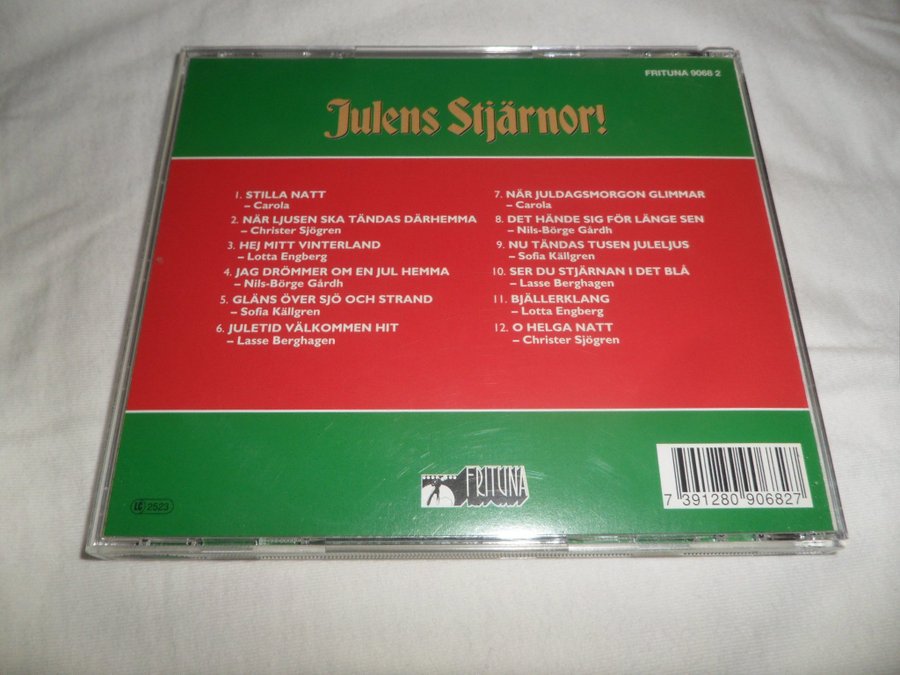 FRITUNA 9068 2
Julens Stjärnor!
1. STILLA NATT
– Carola
2. NÄR LJUSEN SKA TÄNDAS DÄRHEMMA
– Christer Sjögren
3. HEJ MITT VINTERLAND
– Lotta Engberg
4. JAG DRÖMMER OM EN JUL HEMMA
– Nils-Börge Gårdh
5. GLÄNS ÖVER SJÖ OCH STRAND
– Sofia Källgren
6. JULETID VÄLKOMMEN HIT
– Lasse Berghagen
7. NÄR JULDAGSMORGON GLIMMAR
– Carola
8. DET HÄNDE SIG FÖR LÄNGE SEN
– Nils-Börge Gårdh
9. NU TÄNDAS TUSEN JULELJUS
– Sofia Källgren
10. SER DU STJÄRNAN I DET BLÅ
– Lasse Berghagen
11. BJÄLLERKLANG
– Lotta Engberg
12. O HELGA NATT
– Christer Sjögren
LC 2523
FRITUNA
7 391280 906827